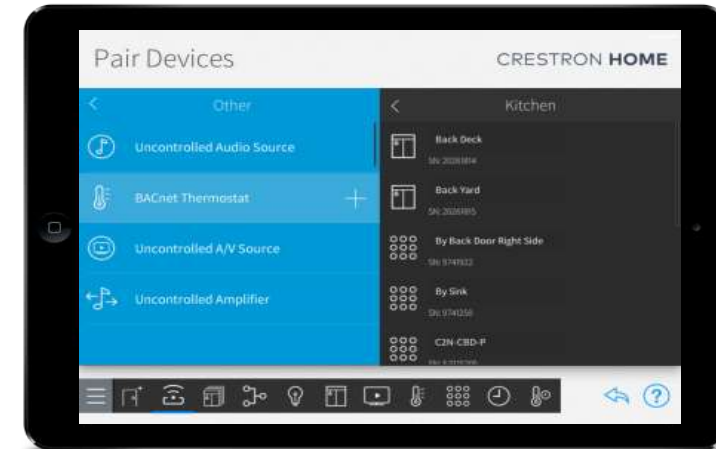 Pair Devices
CRESTRON HOME
Other
Uncontrolled Audio Source
BACnet Thermostat
Uncontrolled A/V Source
Uncontrolled Amplifier
Kitchen
Back Deck
Back Yard
By Back Door Right Side
By Sink
C2N-CBD-P
?